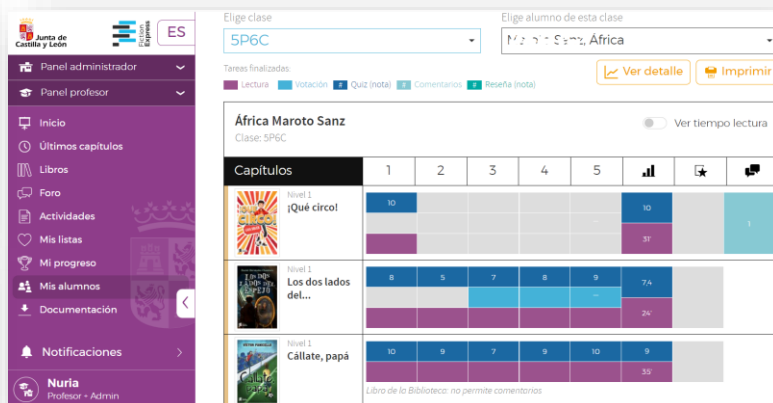 Junta de
Castilla y León
Fiction
Express
ES
Panel administrador
Panel profesor
Inicio
Últimos capítulos
Libros
Foro
Actividades
Mis listas
Mi progreso
Mis alumnos
Documentación
Notificaciones
Nuria
Profesor + Admin
Elige clase
Elige alumno de esta clase
5P6C
Sanz, África
Tareas finalizadas:
Lectura Votación # Quiz (nota) # Comentarios # Reseña (nota)
Ver detalle
Imprimir
África Maroto Sanz
Clase: 5P6C
Ver tiempo lectura
Capítulos 1 2 3 4 5
Nivel 1
¡Qué circo!
10 10
--
1
31'
Nivel 1
Los dos lados
del...
8 5 7 8 9 7,4
--
24'
Nivel 1
Cállate, papá
10 9 7 9 10 9
35'
Libro de la Biblioteca: no permite comentarios